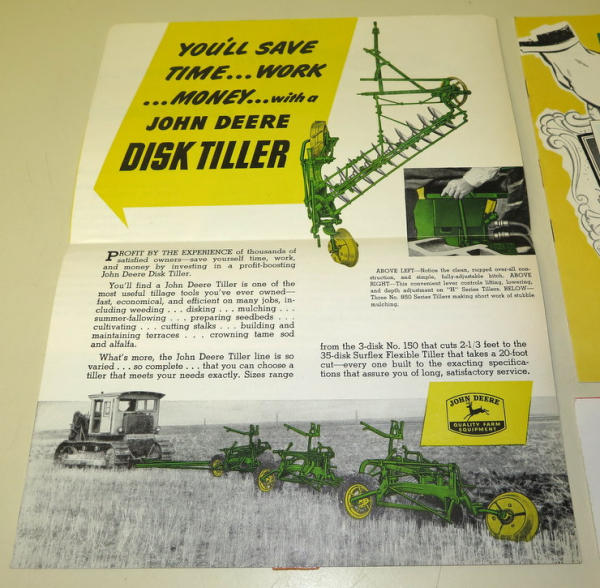 YOU'LL SAVE
TIME...WORK
...MONEY...with a
JOHN DEERE
DISK TILLER
PROFIT BY THE EXPERIENCE of thousands of
satisfied owners—save yourself time, work,
and money by investing in a profit-boosting
John Deere Disk Tiller.
You'll find a John Deere Tiller is one of the
most useful tillage tools you've ever owned—
fast, economical, and efficient on many jobs, in-
cluding weeding . . . disking . . . mulching . . .
summer-fallowing . . . preparing seedbeds . . .
cultivating . . . cutting stalks . . . building and
maintaining terraces . . . crowning tame sod
and alfalfa.
What's more, the John Deere Tiller line is so
varied . . . so complete . . . that you can choose a
tiller that meets your needs exactly. Sizes range
ABOVE LEFT—Notice the clean, rugged over-all con-
struction, and simple, fully-adjustable hitch. ABOVE
RIGHT—This convenient lever controls lifting, lowering,
and depth adjustment on "H" Series Tillers. BELOW—
Those No. 950 Series Tillers making short work of stubble
mulching.
from the 3-disk No. 150 that cuts 2-1/3 feet to the
35-disk Surflex Flexible Tiller that takes a 20-foot
cut—every one built to the exacting specifica-
tions that assure you of long, satisfactory service.
JOHN DEERE
QUALITY FARM
EQUIPMENT